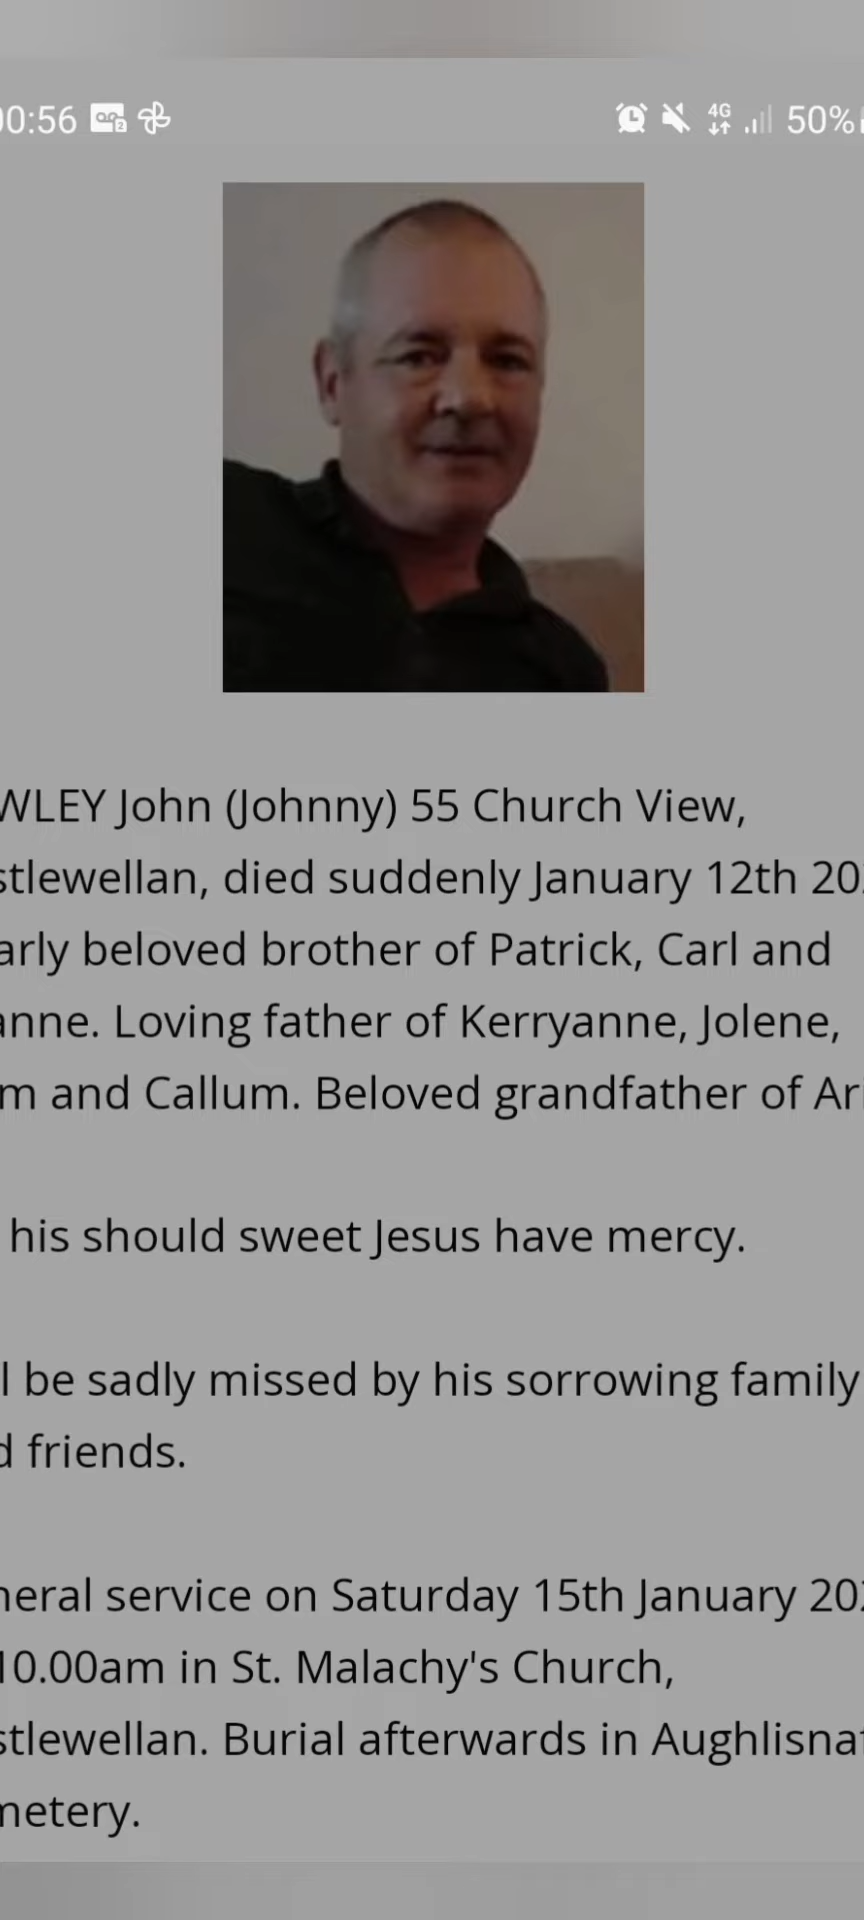 0:56 4G 50%
WLEY John (Johnny) 55 Church View,
stlewellan, died suddenly January 12th 20
arly beloved brother of Patrick, Carl and
anne. Loving father of Kerryanne, Jolene,
m and Callum. Beloved grandfather of Ar
his should sweet Jesus have mercy.
l be sadly missed by his sorrowing family
d friends.
neral service on Saturday 15th January 20
10.00am in St. Malachy's Church,
stlewellan. Burial afterwards in Aughlisnaf
metery.